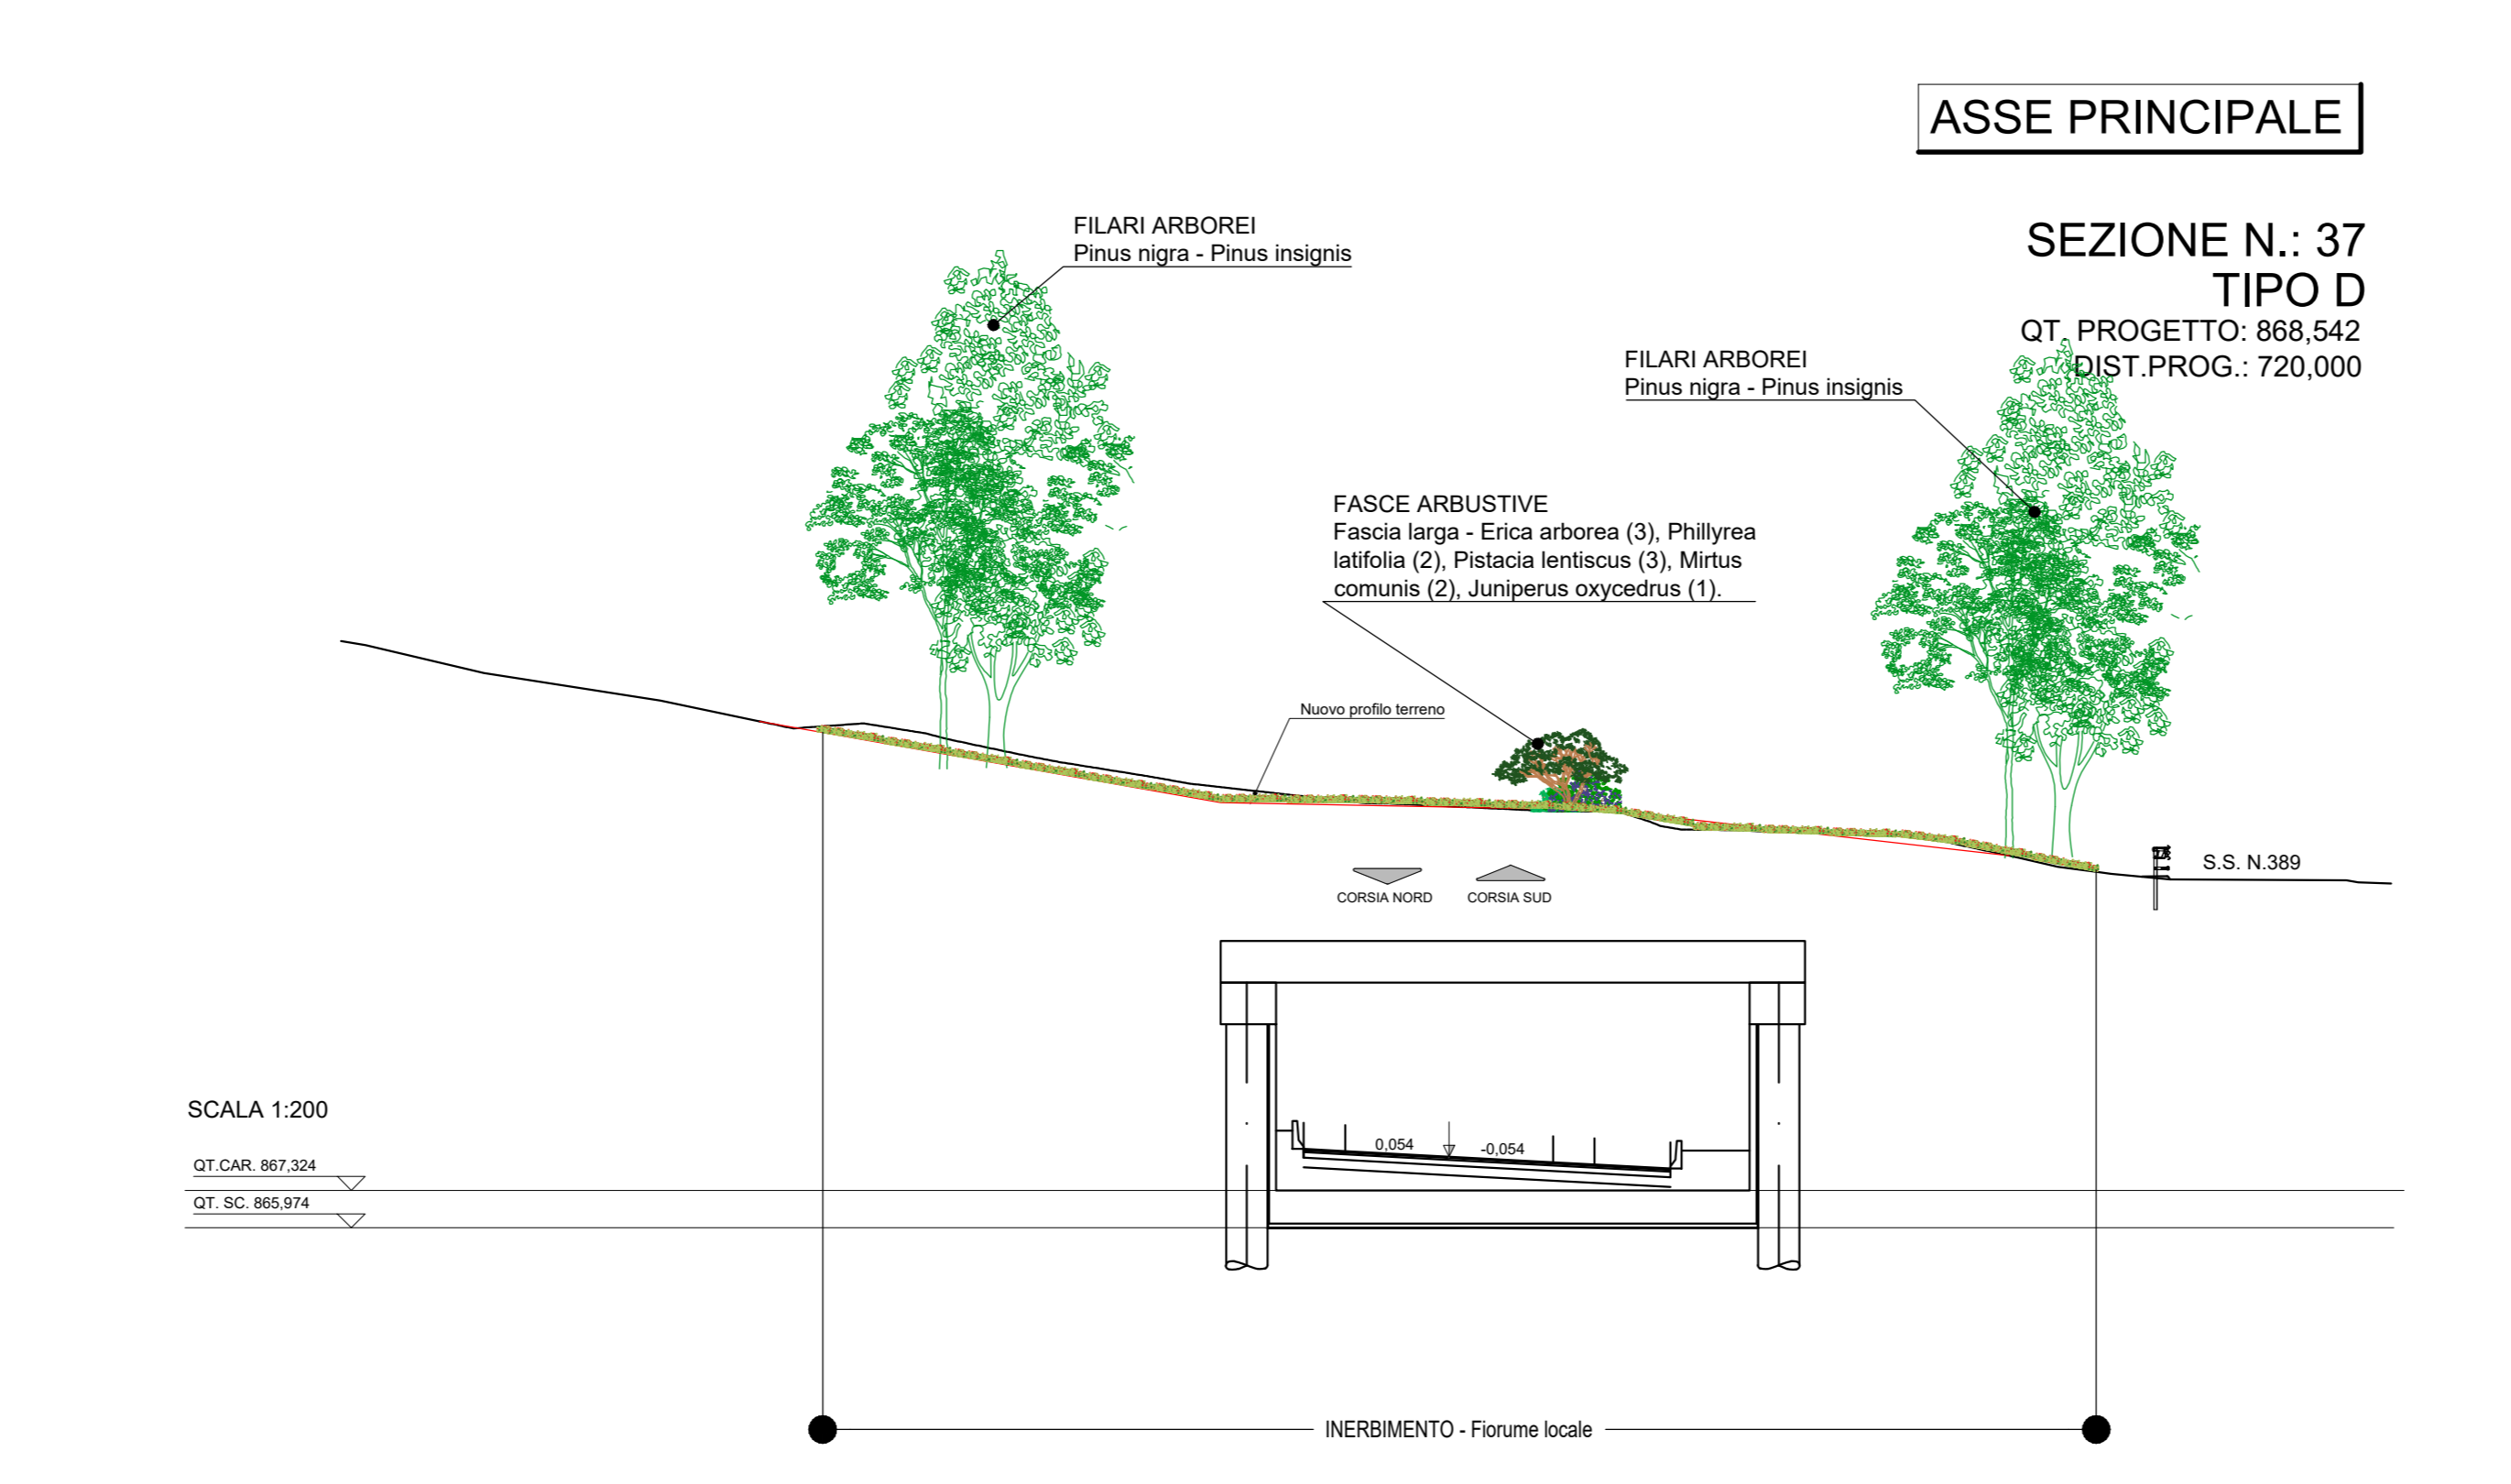 ASSE PRINCIPALE
SEZIONE N.: 37
TIPO D
QT. PROGETTO: 868,542
DIST.PROG.: 720,000
FILARI ARBOREI
Pinus nigra - Pinus insignis
FILARI ARBOREI
Pinus nigra - Pinus insignis
FASCE ARBUSTIVE
Fascia larga - Erica arborea (3), Phillyrea
latifolia (2), Pistacia lentiscus (3), Mirtus
comunis (2), Juniperus oxycedrus (1).
Nuovo profilo terreno
S.S. N.389
CORSIA NORD
CORSIA SUD
SCALA 1:200
0,054
-0,054
QT.CAR. 867,324
QT. SC. 865,974
INERBIMENTO - Fiorume locale